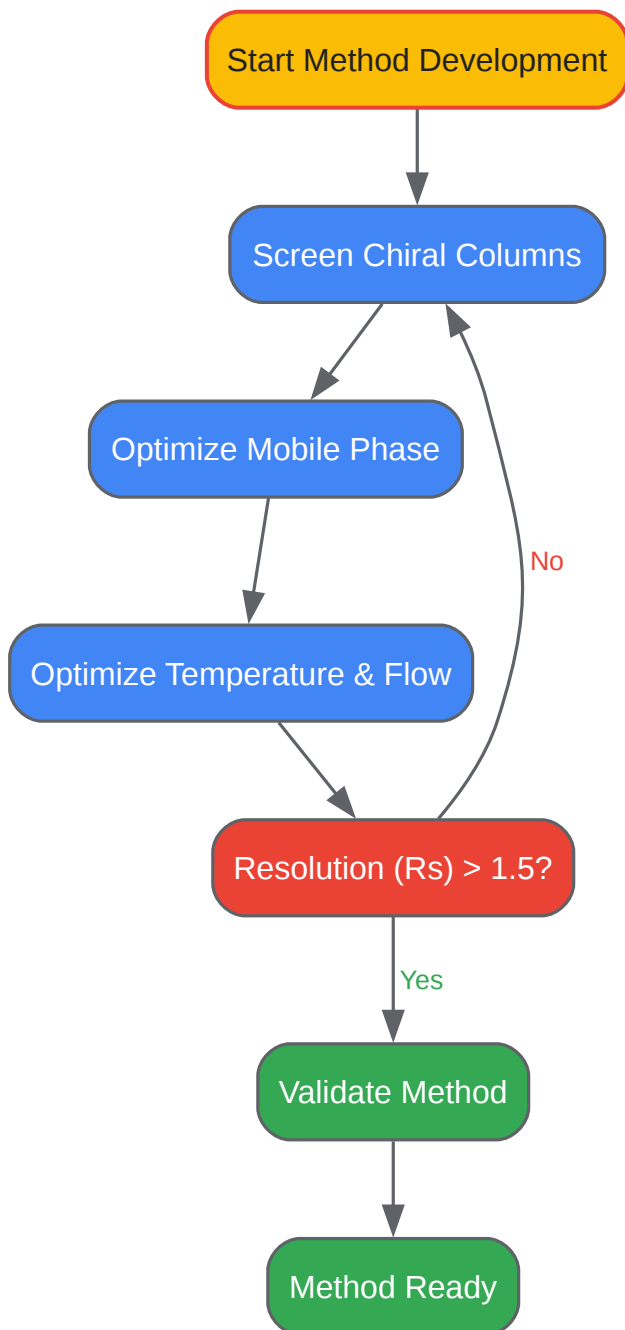 Start Method Development
Screen Chiral Columns
Optimize Mobile Phase
No
Optimize Temperature & Flow
Resolution (Rs) > 1.5?
Yes
Validate Method
Method Ready